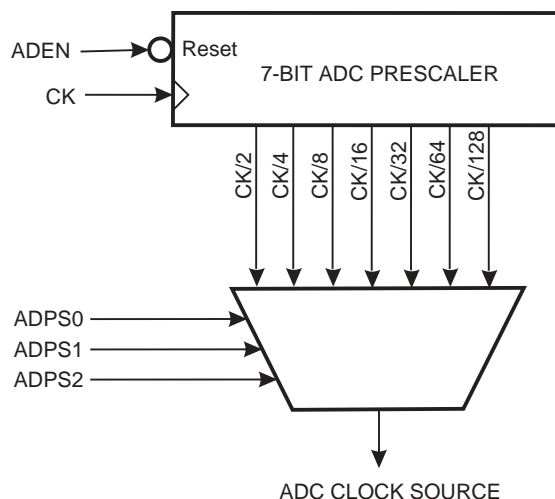 ADEN
Reset
7-BIT ADC PRESCALER
CK
CK/2
CK/4
CK/8
CK/16
CK/32
CK/64
CK/128
ADPS0
ADPS1
ADPS2
ADC CLOCK SOURCE